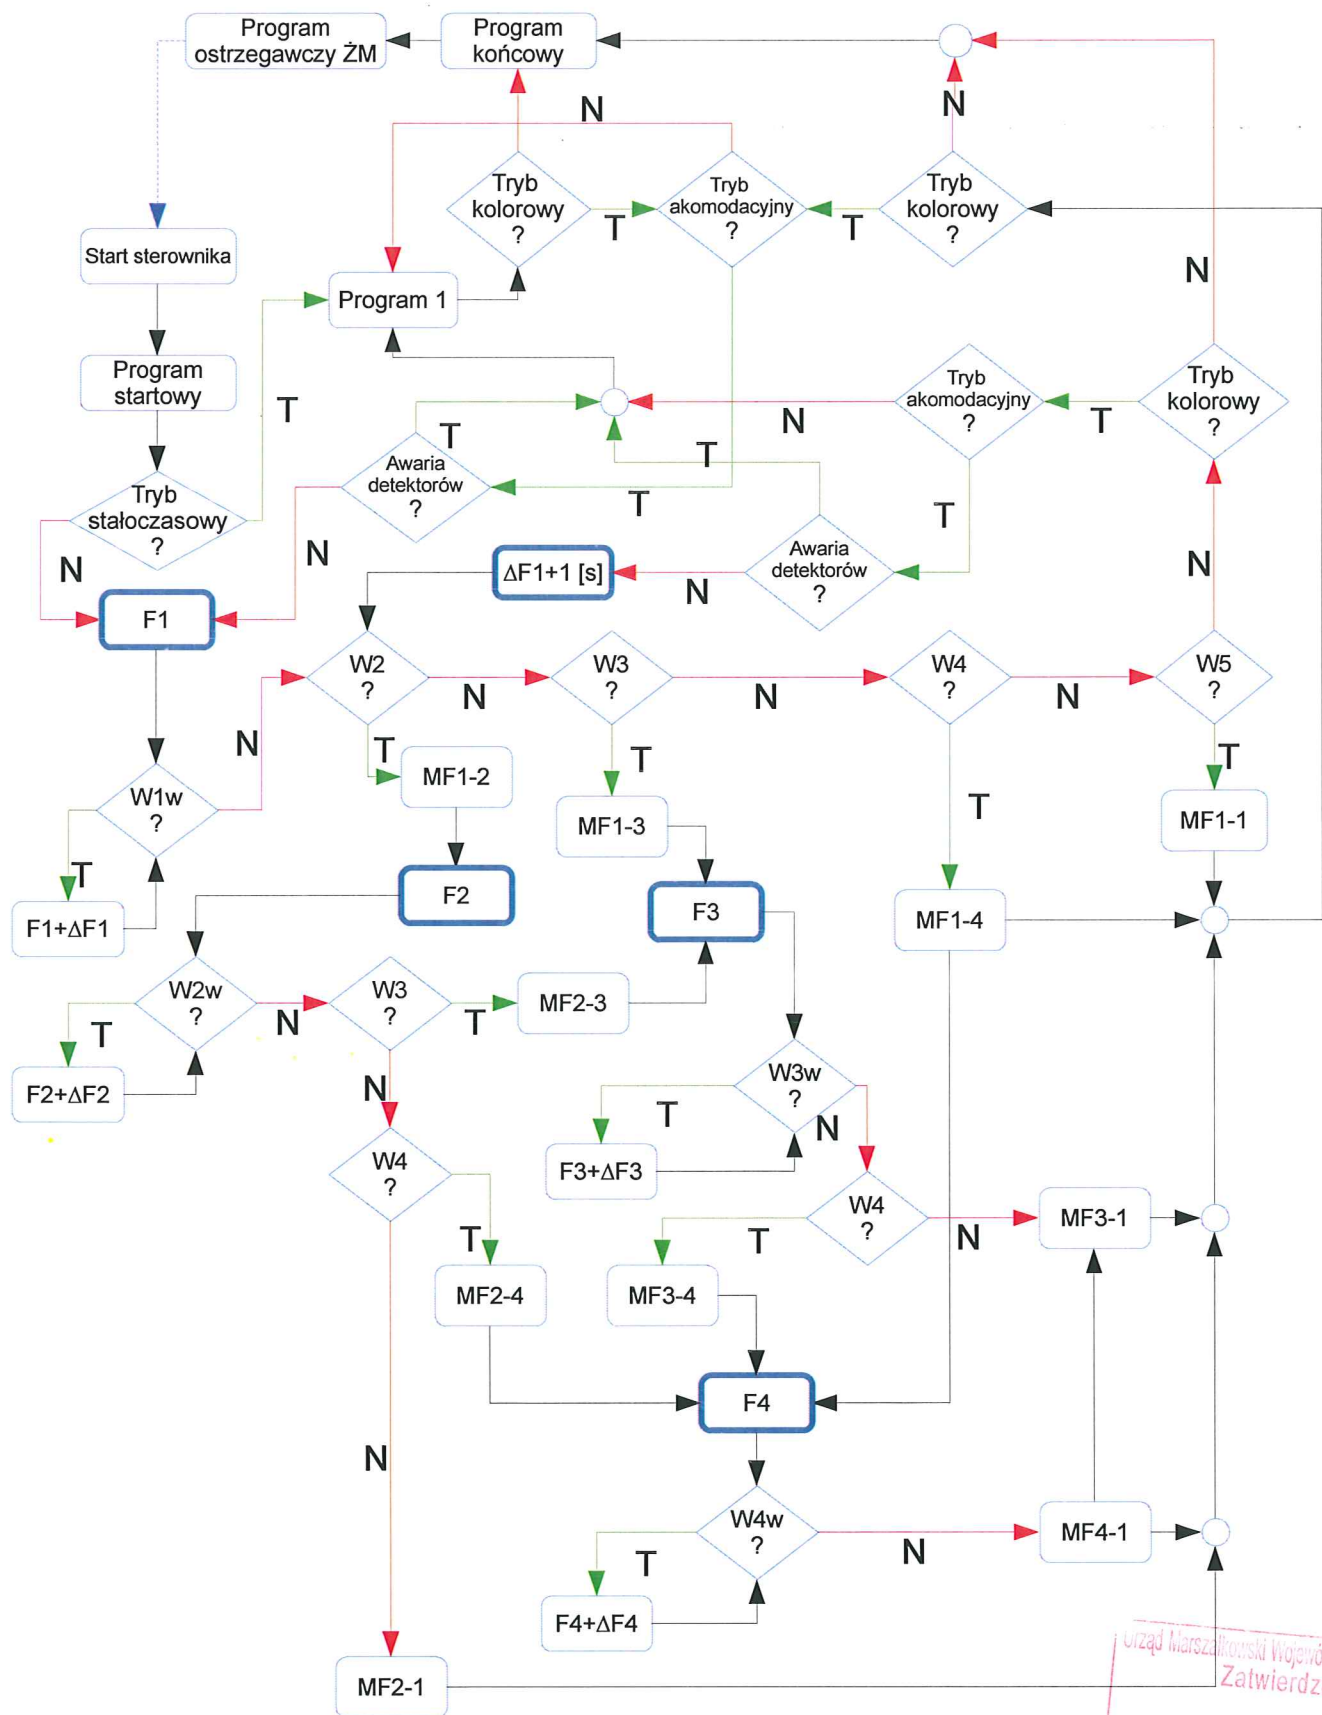 Program
ostrzegawczy ŻM
Program
końcowy
N
N
Tryb
kolorowy
?
T
Tryb
akomodacyjny
?
T
Tryb
kolorowy
?
Start sterownika
Program 1
N
Program
startowy
T
Tryb
akomodacyjny
?
Tryb
kolorowy
?
T
N
T
T
Awaria
detektorów
?
Tryb
stałoczasowy
?
T
T
N
N
ΔF1+1 [s]
Awaria
detektorów
?
N
N
F1
W2
?
N
W3
?
N
W4
?
N
W5
?
N
T
T
T
MF1-2
W1w
?
MF1-3
T
MF1-1
T
F2
F3
F1+ΔF1
MF1-4
W2w
?
N
W3
?
T
MF2-3
T
F2+ΔF2
N
W3w
?
T
N
F3+ΔF3
W4
?
W4
?
T
T
N
MF3-1
MF2-4
MF3-4
F4
N
W4w
?
T
N
MF4-1
F4+ΔF4
MF2-1
Urząd Marszałkowski
Zatwierdz